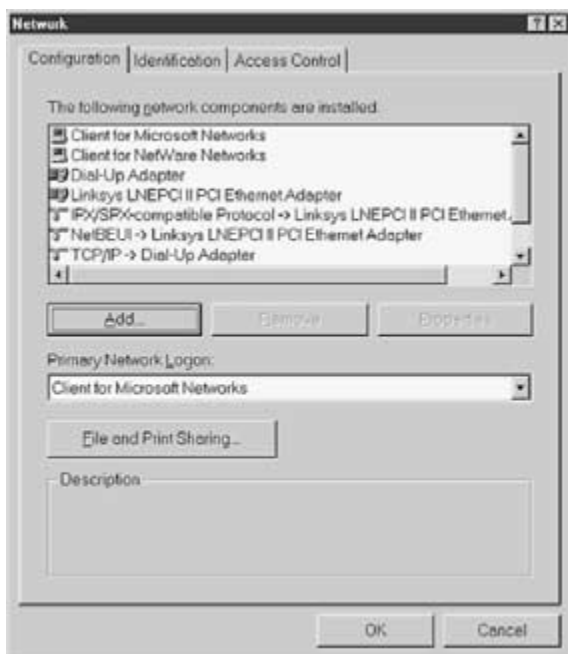 Network
Configuration Identification Access Control
The following network components are installed:
Client for Microsoft Networks
Client for NetWare Networks
Dial-Up Adapter
Linksys LNEPCI II PCI Ethernet Adapter
IPX/SPX-compatible Protocol -> Linksys LNEPCI II PCI Ethernet
NetBEUI -> Linksys LNEPCI II PCI Ethernet Adapter
TCP/IP -> Dial-Up Adapter
Add... Remove Properties
Primary Network Logon:
Client for Microsoft Networks
File and Print Sharing...
Description
OK Cancel